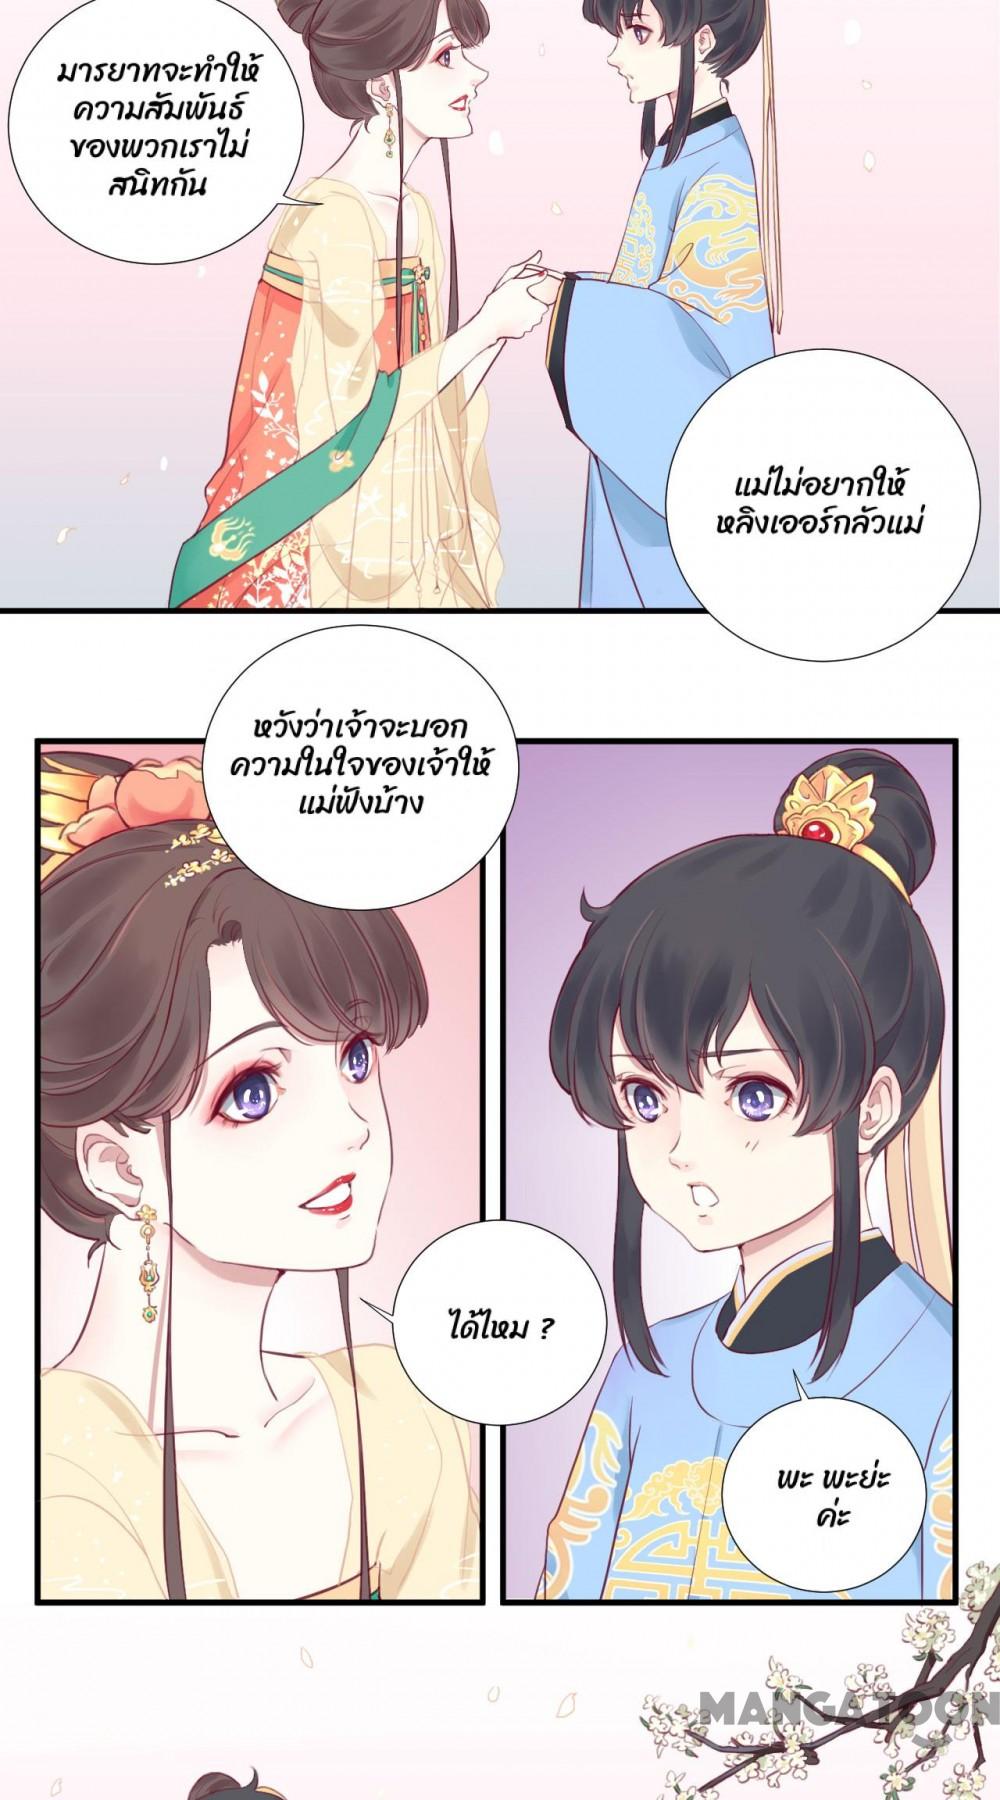 มารยาทจะทำให้
ความสัมพันธ์
ของพวกเราไม่
สนิทกัน
แม่ไม่อยากให้
หลิงเออร์กลัวแม่
หวังว่าเจ้าจะบอก
ความในใจของเจ้าให้
แม่ฟังบ้าง
ได้ไหม ?
พะ พะย่ะ
ค่ะ
MANGATOON